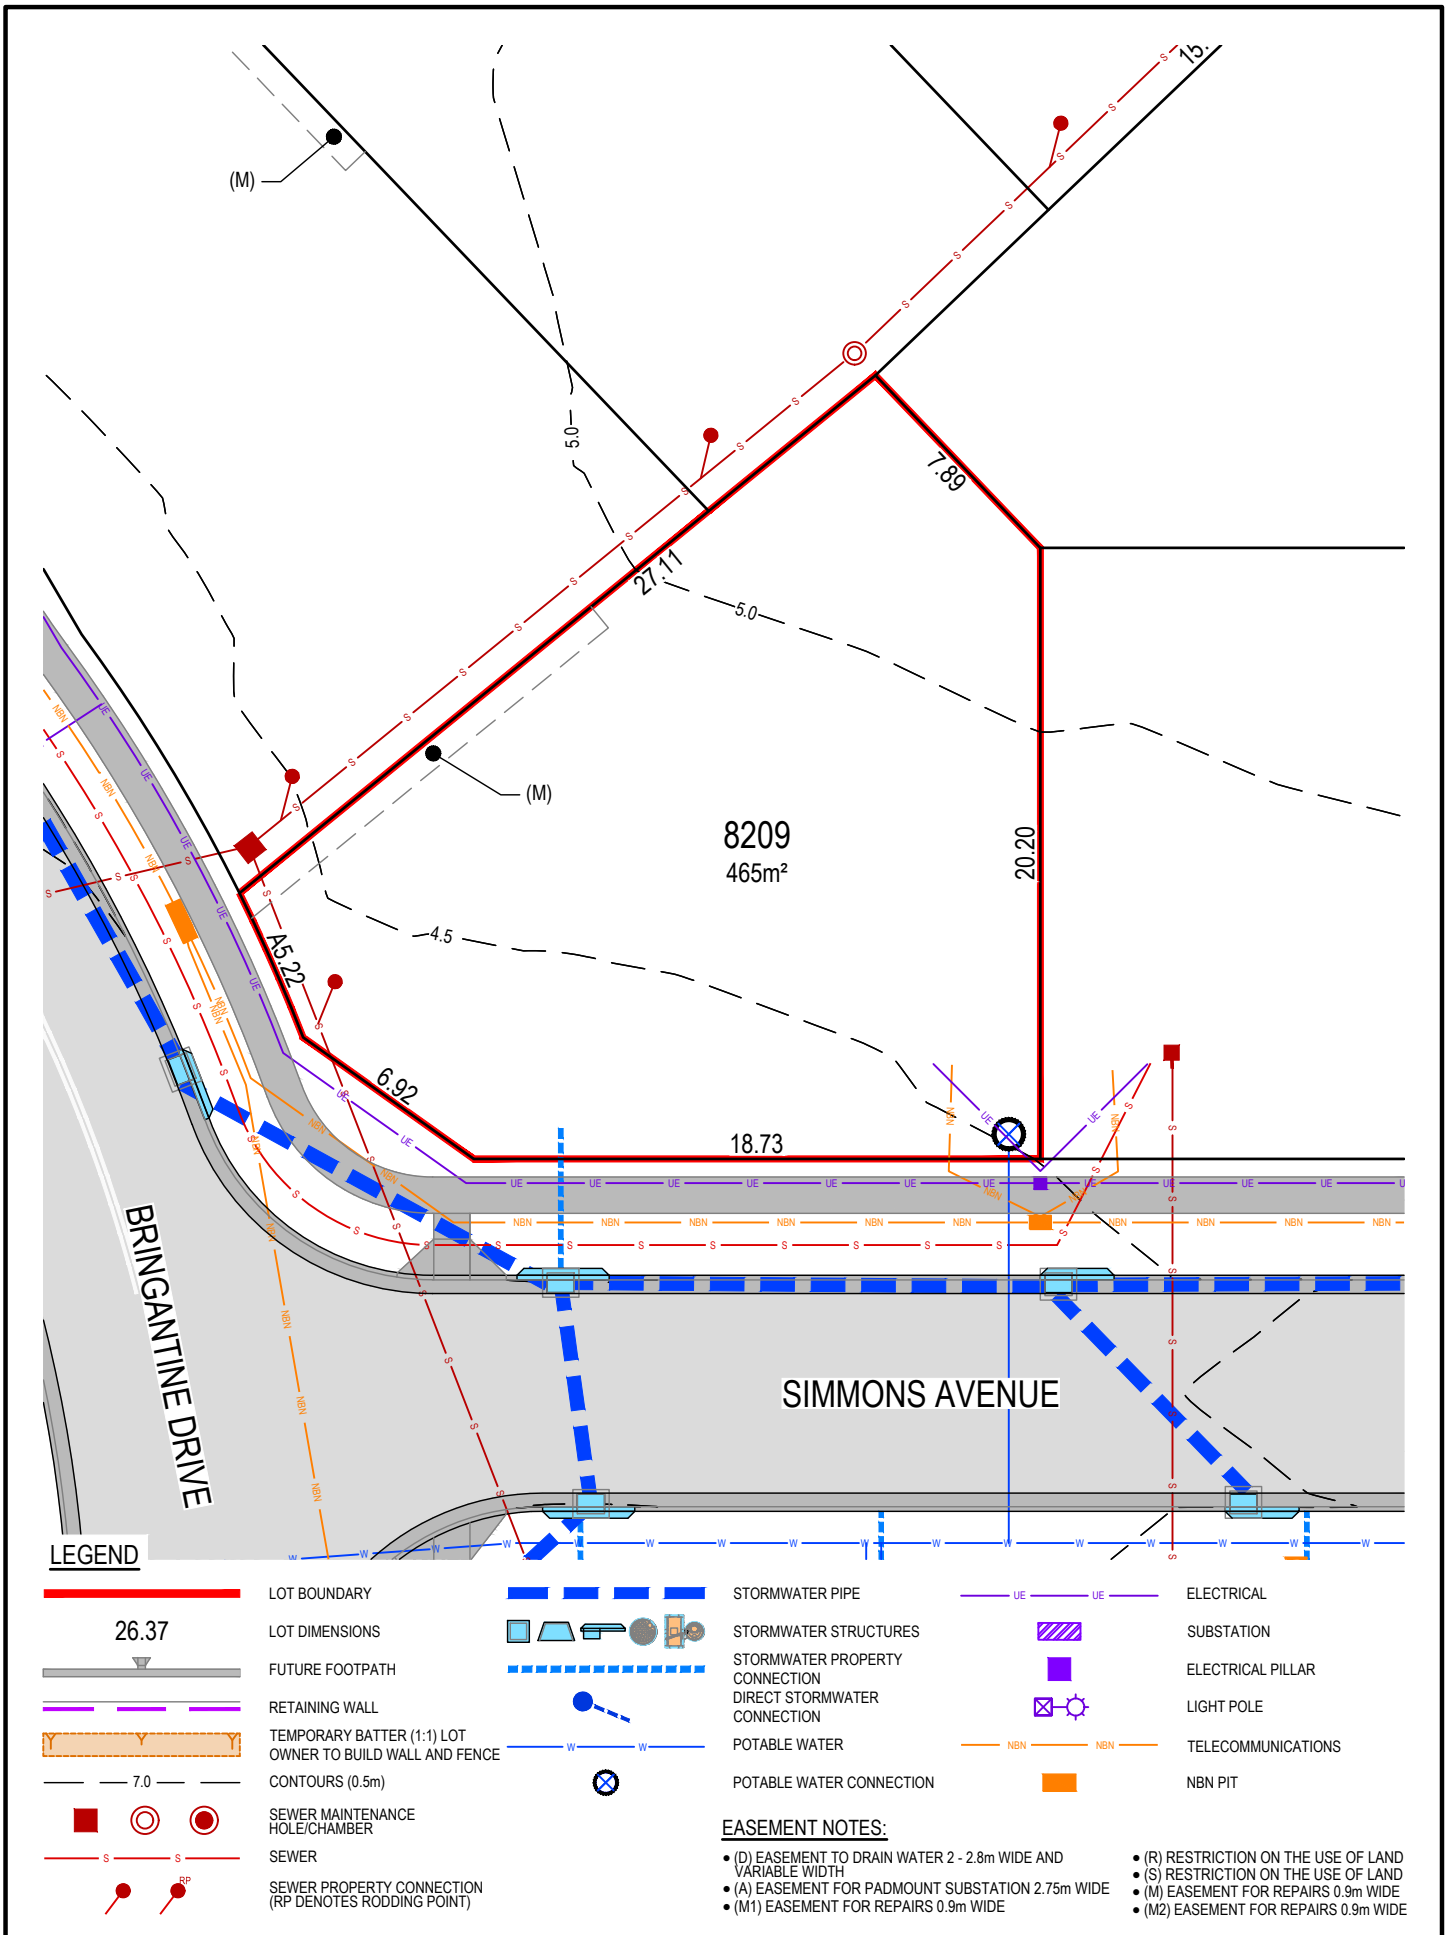 15.
(M)
5.0
7.89
27.11
5.0
(M)
8209
465m²
20.20
4.5
A5.22
6.92
18.73
BRINGANTINE DRIVE
SIMMONS AVENUE
LEGEND
LOT BOUNDARY
26.37
LOT DIMENSIONS
FUTURE FOOTPATH
RETAINING WALL
TEMPORARY BATTER (1:1) LOT
OWNER TO BUILD WALL AND FENCE
7.0
CONTOURS (0.5m)
SEWER MAINTENANCE
HOLE/CHAMBER
S S
SEWER
RP
SEWER PROPERTY CONNECTION
(RP DENOTES RODDING POINT)
STORMWATER PIPE
STORMWATER STRUCTURES
STORMWATER PROPERTY
CONNECTION
DIRECT STORMWATER
CONNECTION
W W
POTABLE WATER
POTABLE WATER CONNECTION
UE UE
ELECTRICAL
SUBSTATION
ELECTRICAL PILLAR
LIGHT POLE
NBN NBN
TELECOMMUNICATIONS
NBN PIT
EASEMENT NOTES:
• (D) EASEMENT TO DRAIN WATER 2 - 2.8m WIDE AND
VARIABLE WIDTH
• (A) EASEMENT FOR PADMOUNT SUBSTATION 2.75m WIDE
• (M1) EASEMENT FOR REPAIRS 0.9m WIDE
• (R) RESTRICTION ON THE USE OF LAND
• (S) RESTRICTION ON THE USE OF LAND
• (M) EASEMENT FOR REPAIRS 0.9m WIDE
• (M2) EASEMENT FOR REPAIRS 0.9m WIDE